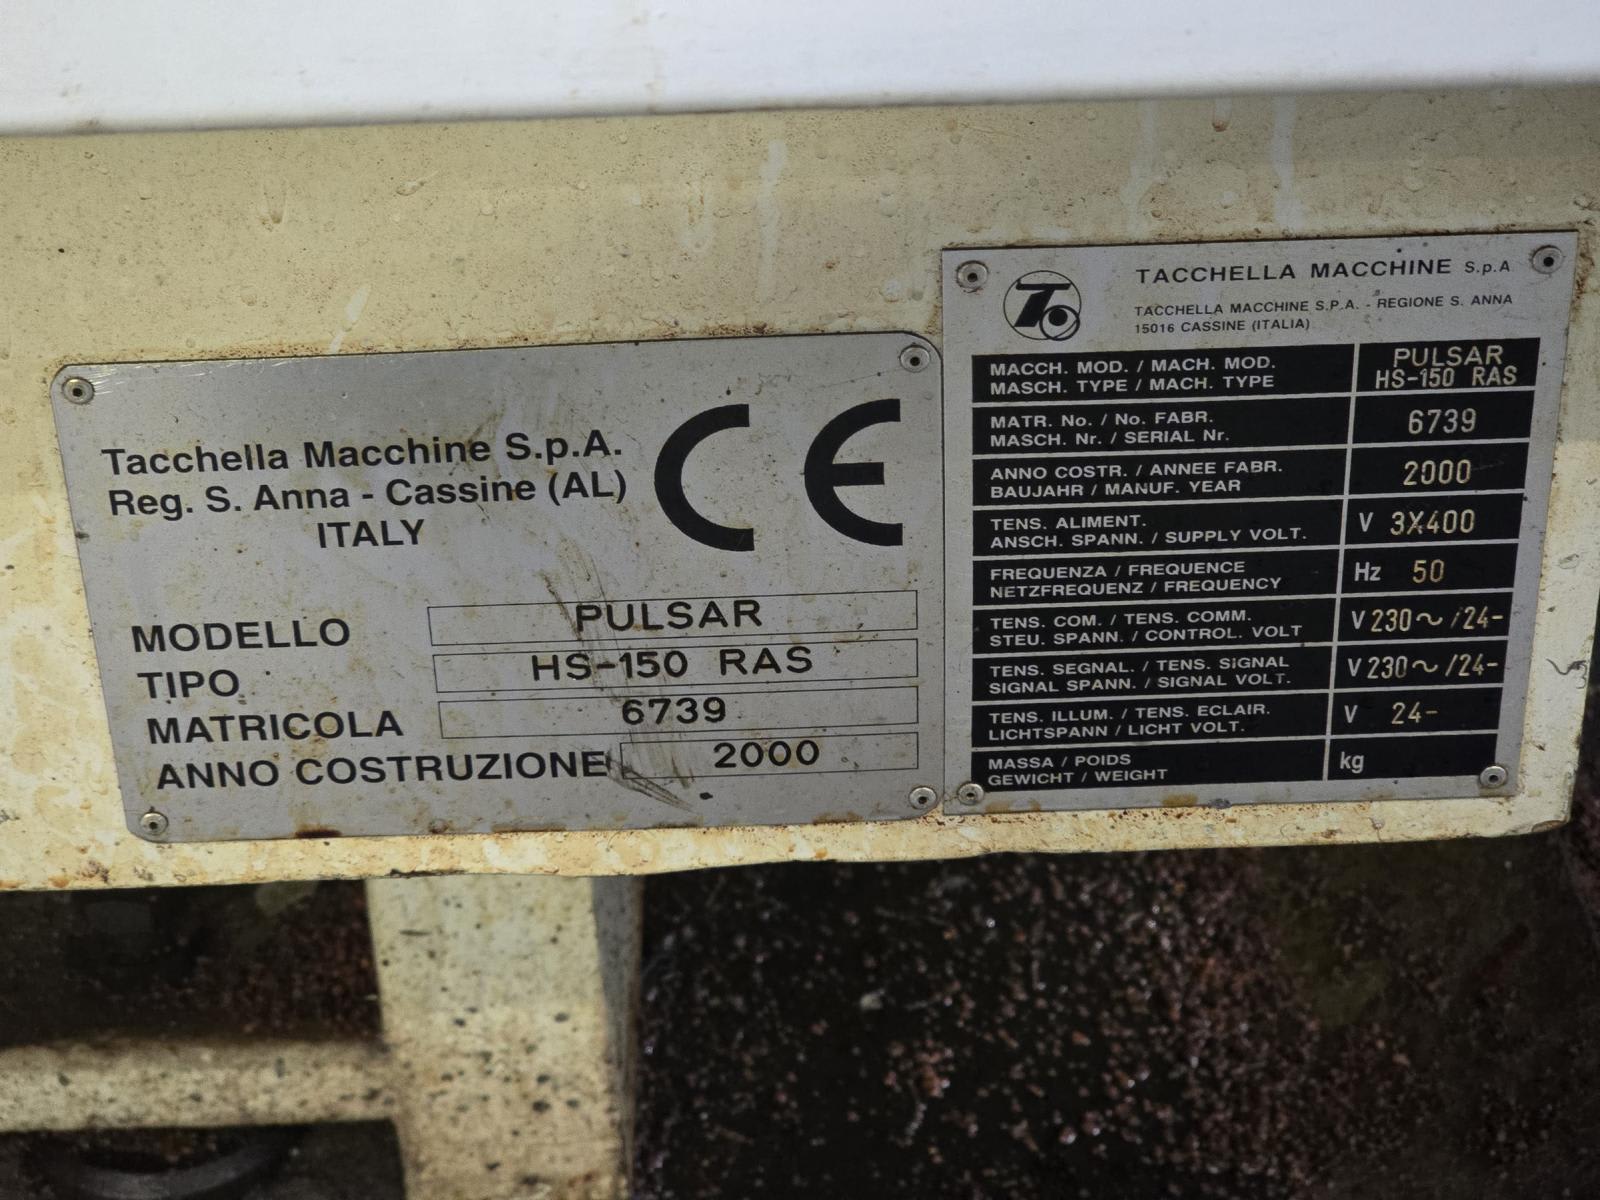 Tacchella Macchine S.p.A.
Reg. S. Anna - Cassine (AL)
ITALY
CE
MODELLO PULSAR
TIPO HS-150 RAS
MATRICOLA 6739
ANNO COSTRUZIONE 2000
TACCHELLA MACCHINE S.p.A
TACCHELLA MACCHINE S.P.A. - REGIONE S. ANNA
15016 CASSINE (ITALIA)
MACCH. MOD. / MACH. MOD. PULSAR
MASCH. TYPE / MACH. TYPE HS-150 RAS
MATR. No. / No. FABR.
MASCH. Nr. / SERIAL Nr. 6739
ANNO COSTR. / ANNEE FABR.
BAUJAHR / MANUF. YEAR 2000
TENS. ALIMENT.
ANSCH. SPANN. / SUPPLY VOLT. V 3X400
FREQUENZA / FREQUENCE
NETZFREQUENZ / FREQUENCY Hz 50
TENS. COM. / TENS. COMM.
STEU. SPANN. / CONTROL. VOLT V 230~/24-
TENS. SEGNAL. / TENS. SIGNAL
SIGNAL SPANN. / SIGNAL VOLT. V 230~/24-
TENS. ILLUM. / TENS. ECLAIR.
LICHTSPANN / LICHT VOLT. V 24-
MASSA / POIDS
GEWICHT / WEIGHT kg